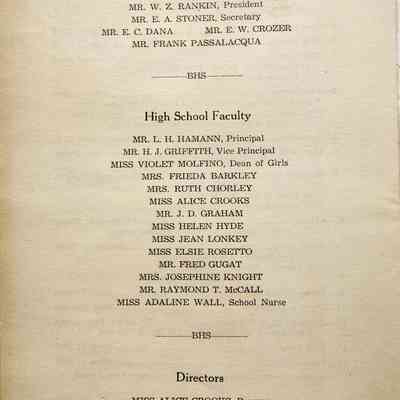 MR. W. Z. RANKIN, President
MR. E. A. STONER, Secretary
MR. E. C. DANA MR. E. W. CROZER
MR. FRANK PASSALACQUA
BHS
High School Faculty
MR. L. H. HAMANN, Principal
MR. H. J. GRIFFITH, Vice Principal
MISS VIOLET MOLFINO, Dean of Girls
MRS. FRIEDA BARKLEY
MRS. RUTH CHORLEY
MISS ALICE CROOKS
MR. J. D. GRAHAM
MISS HELEN HYDE
MISS JEAN LONKEY
MISS ELSIE ROSETTO
MR. FRED GUGAT
MRS. JOSEPHINE KNIGHT
MR. RAYMOND T. McCALL
MISS ADALINE WALL, School Nurse
BHS
Directors
MISS ALICE CROOKS,